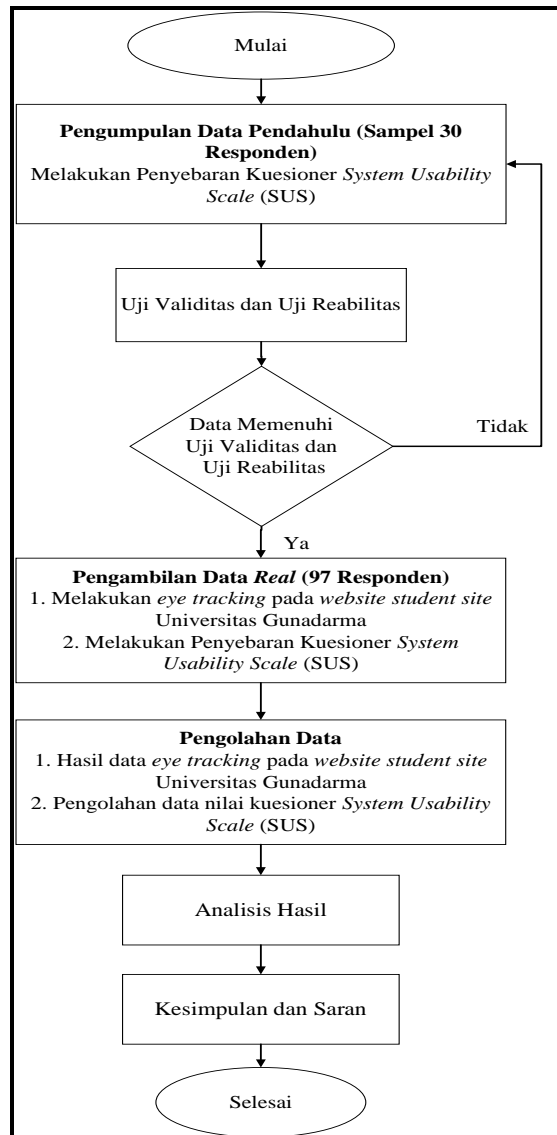 Mulai
Pengumpulan Data Pendahulu (Sampel 30
Responden)
Melakukan Penyebaran Kuesioner System Usability
Scale (SUS)
Uji Validitas dan Uji Reabilitas
Data Memenuhi
Uji Validitas dan
Uji Reabilitas
Tidak
Ya
Pengambilan Data Real (97 Responden)
1. Melakukan eye tracking pada website student site
Universitas Gunadarma
2. Melakukan Penyebaran Kuesioner System
Usability Scale (SUS)
Pengolahan Data
1. Hasil data eye tracking pada website student site
Universitas Gunadarma
2. Pengolahan data nilai kuesioner System Usability
Scale (SUS)
Analisis Hasil
Kesimpulan dan Saran
Selesai